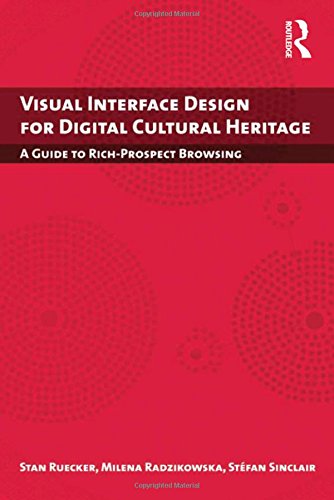 ROUTLEDGE
VISUAL INTERFACE DESIGN
FOR DIGITAL CULTURAL HERITAGE
A GUIDE TO RICH-PROSPECT BROWSING
STAN RUECKER, MILENA RADZIKOWSKA, STÉFAN SINCLAIR